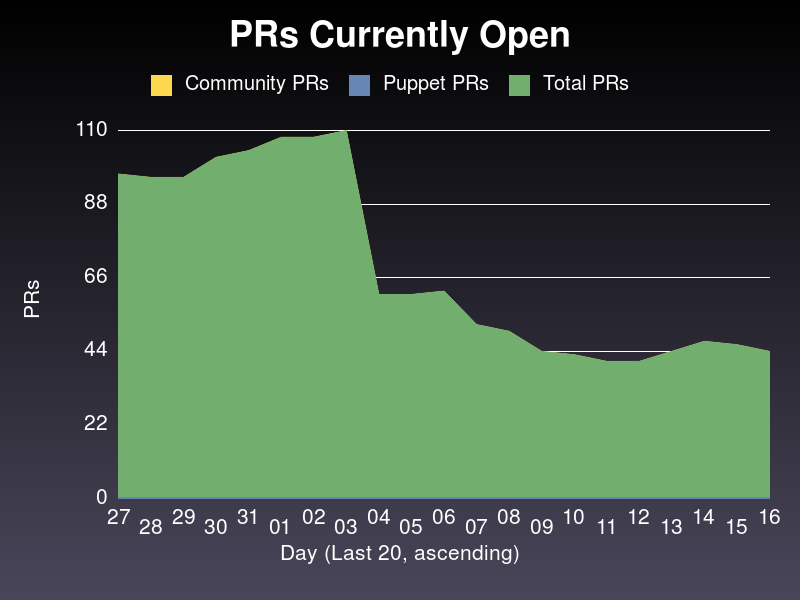 PRs Currently Open
Community PRs Puppet PRs Total PRs
110
88
66
44
22
0
PRs
27 28 29 30 31 01 02 03 04 05 06 07 08 09 10 11 12 13 14 15 16
Day (Last 20, ascending)